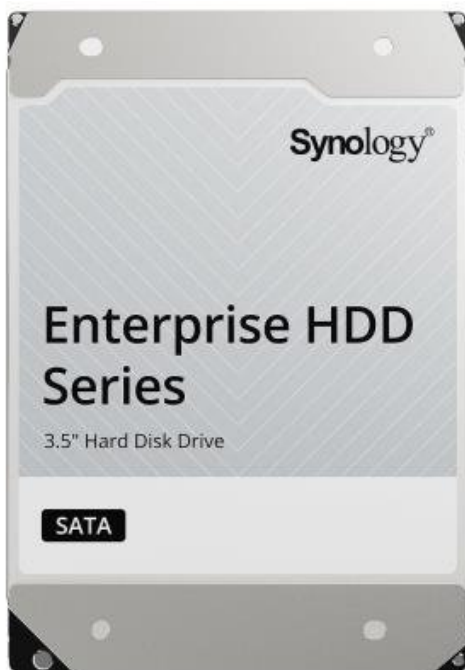 Synology®
Enterprise HDD
Series
3.5" Hard Disk Drive
SATA